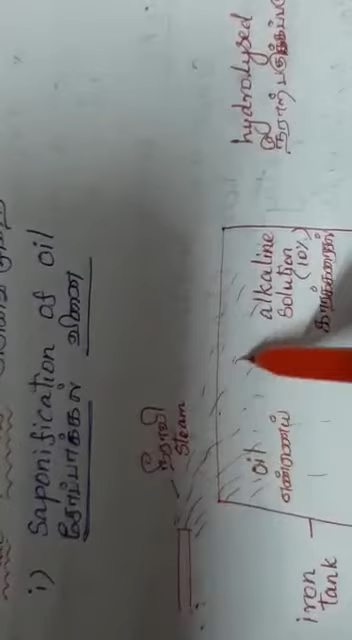 i) Saponification of oil
சோப்பாக்கல் வினை
நீராவி
Steam
oil
எண்ணெய்
alkaline
Solution
(10%)
iron
tank
hydrolysed